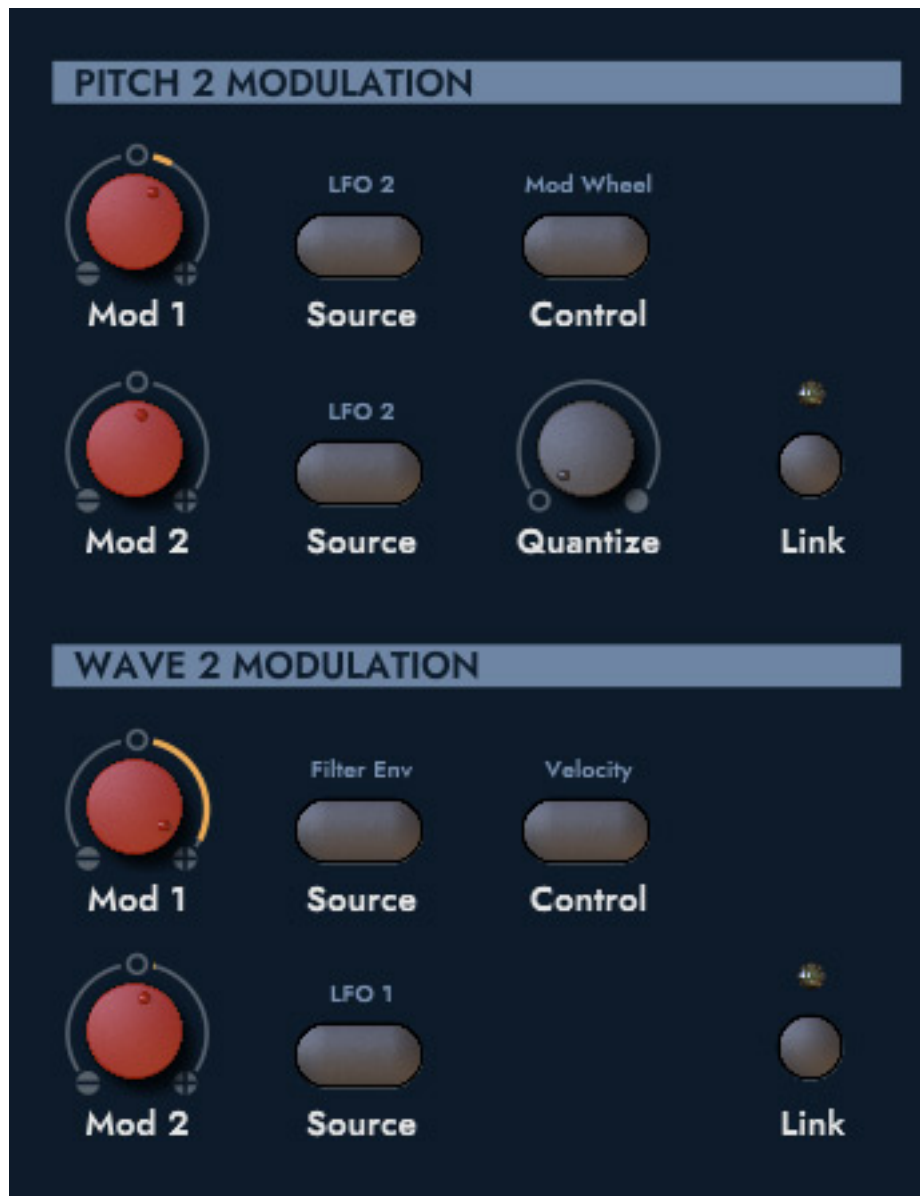 PITCH 2 MODULATION
LFO 2 Mod Wheel
Mod 1 Source Control
LFO 2
Mod 2 Source Quantize Link
WAVE 2 MODULATION
Filter Env Velocity
Mod 1 Source Control
LFO 1
Mod 2 Source Link